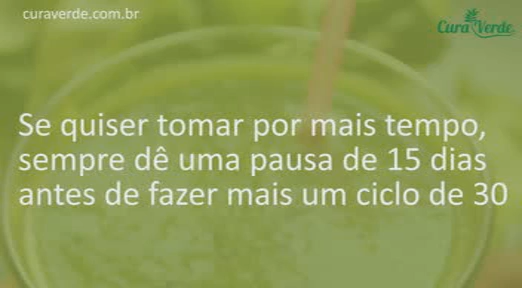 curaverde.com.br
Cura Verde
Se quiser tomar por mais tempo,
sempre dê uma pausa de 15 dias
antes de fazer mais um ciclo de 30